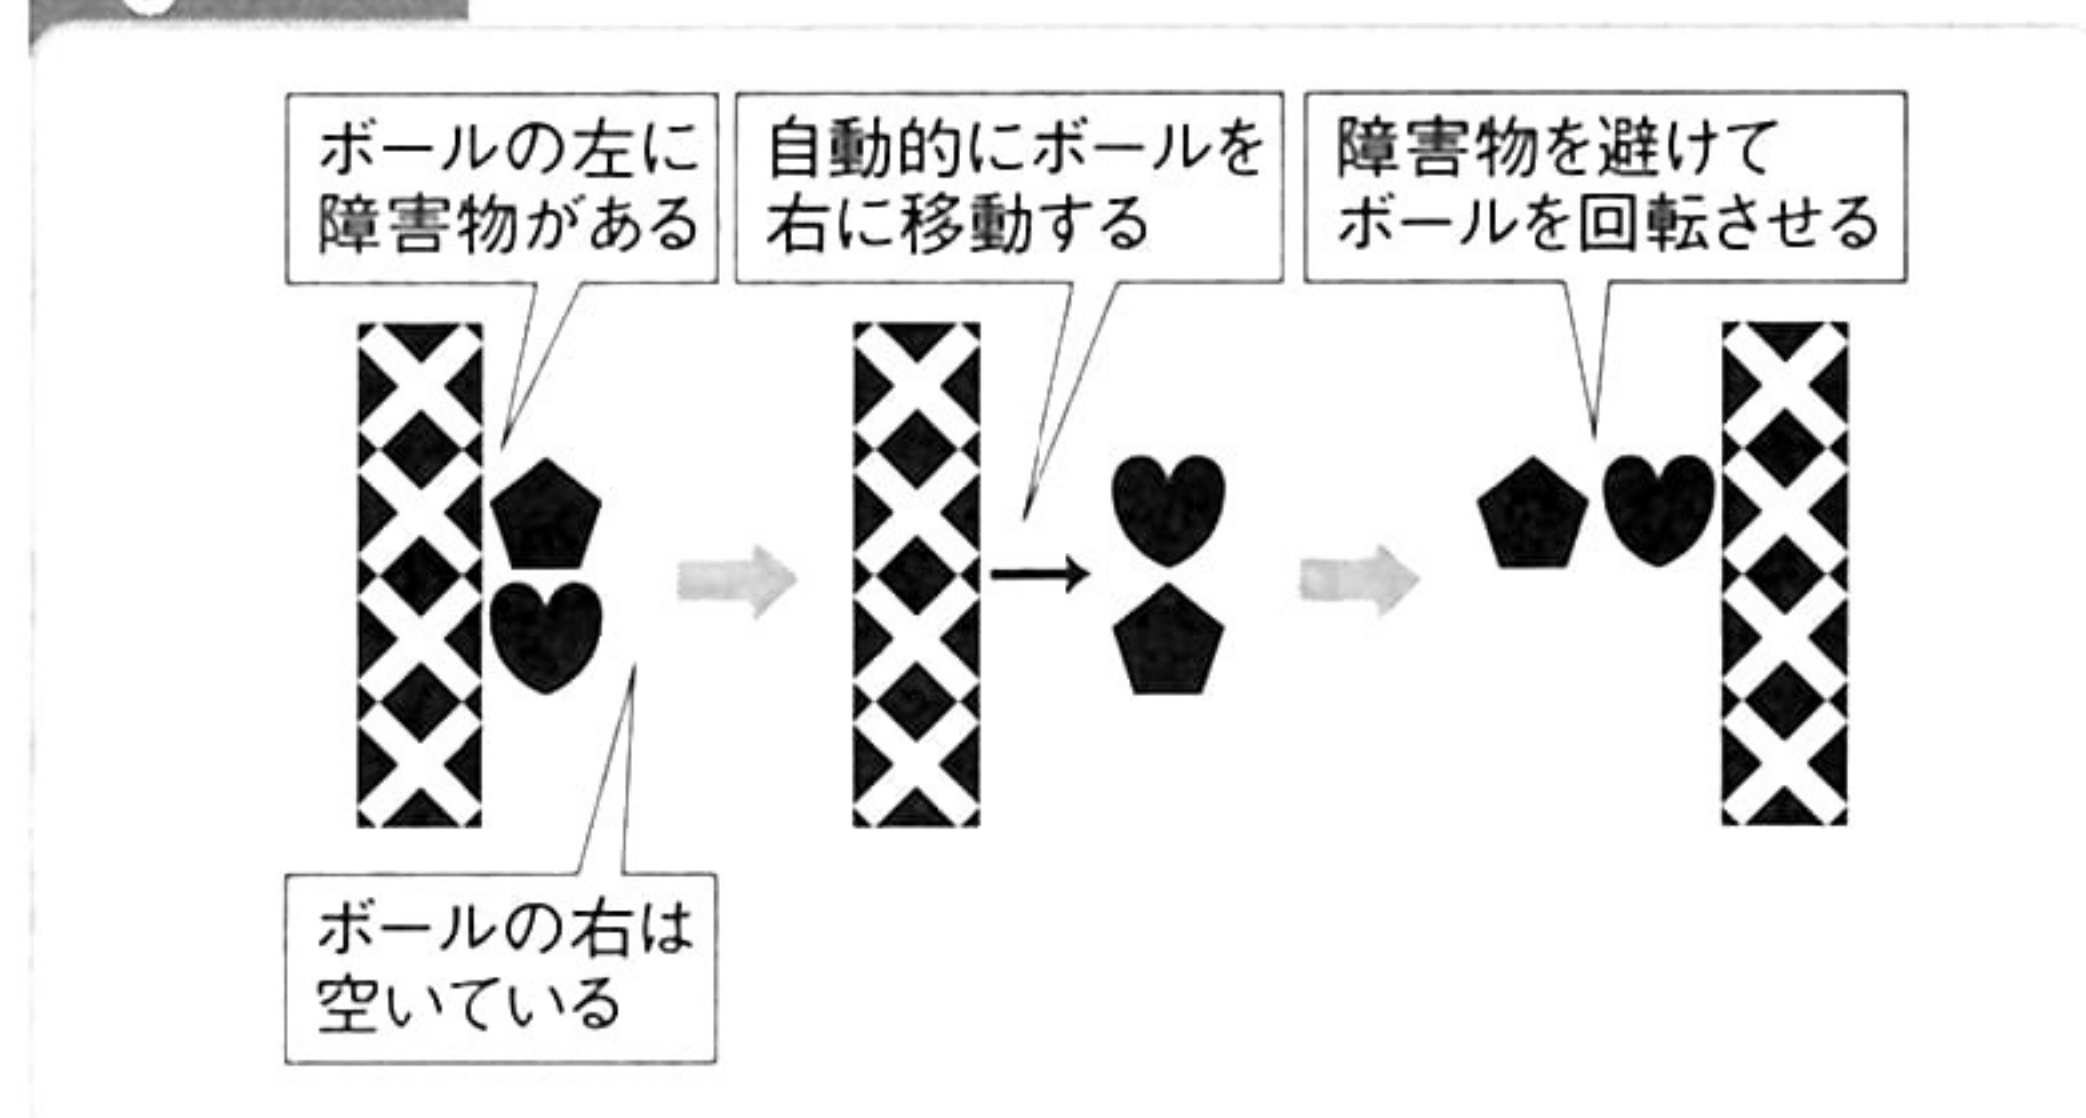 ボールの左に
障害物がある
自動的にボールを
右に移動する
障害物を避けて
ボールを回転させる
ボールの右は
空いている